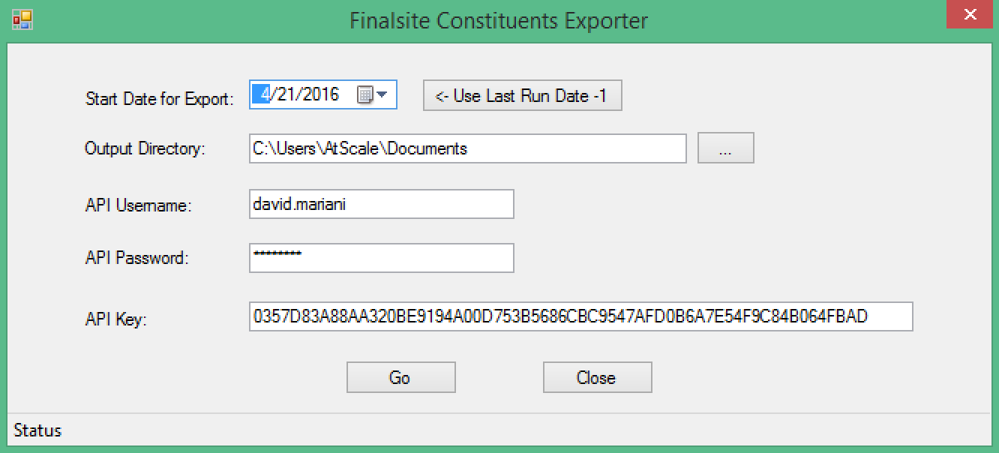 Finalsite Constituents Exporter
Start Date for Export: 4/21/2016 <- Use Last Run Date -1
Output Directory: C:\Users\AtScale\Documents ...
API Username: david.mariani
API Password: ********
API Key: 0357D83A88AA320BE9194A00D753B5686CBC9547AFD0B6A7E54F9C84B064FBAD
Go Close
Status